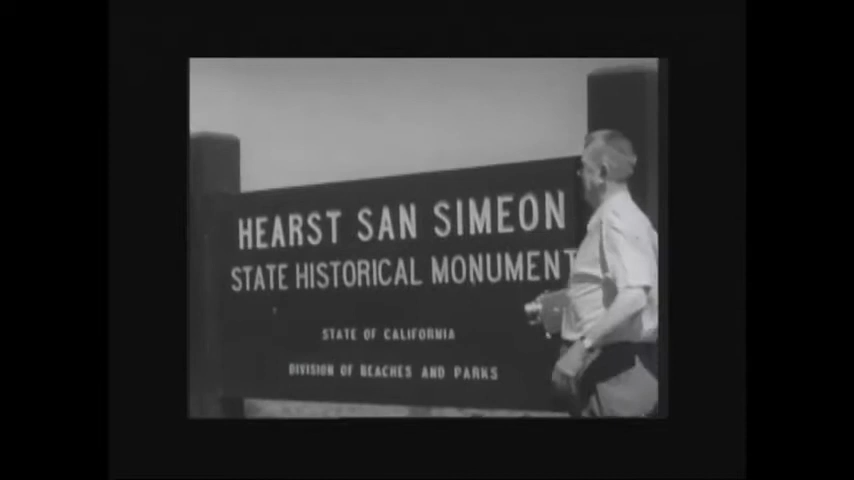 HEARST SAN SIMEON
STATE HISTORICAL MONUMENT
STATE OF CALIFORNIA
DIVISION OF BEACHES AND PARKS